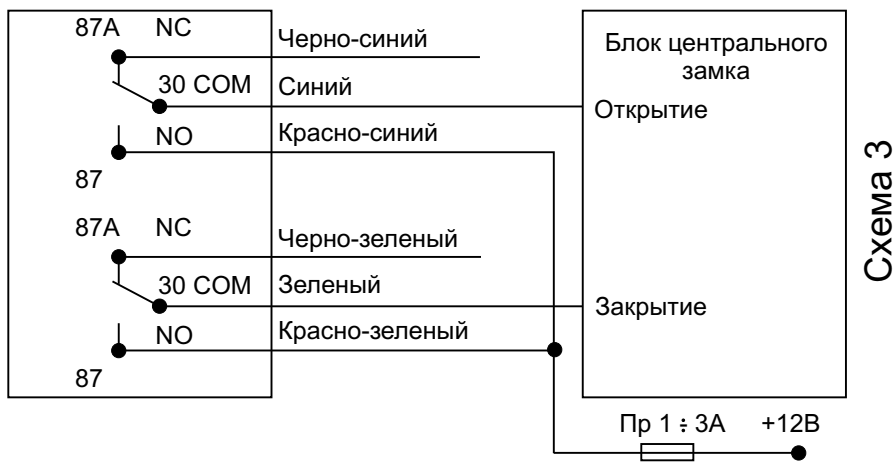 87A NC
Черно-синий
30 COM
Синий
NO
Красно-синий
87
87A NC
Черно-зеленый
30 COM
Зеленый
NO
Красно-зеленый
87
Блок центрального
замка
Открытие
Закрытие
Пр 1 ÷ 3А +12В
Схема 3